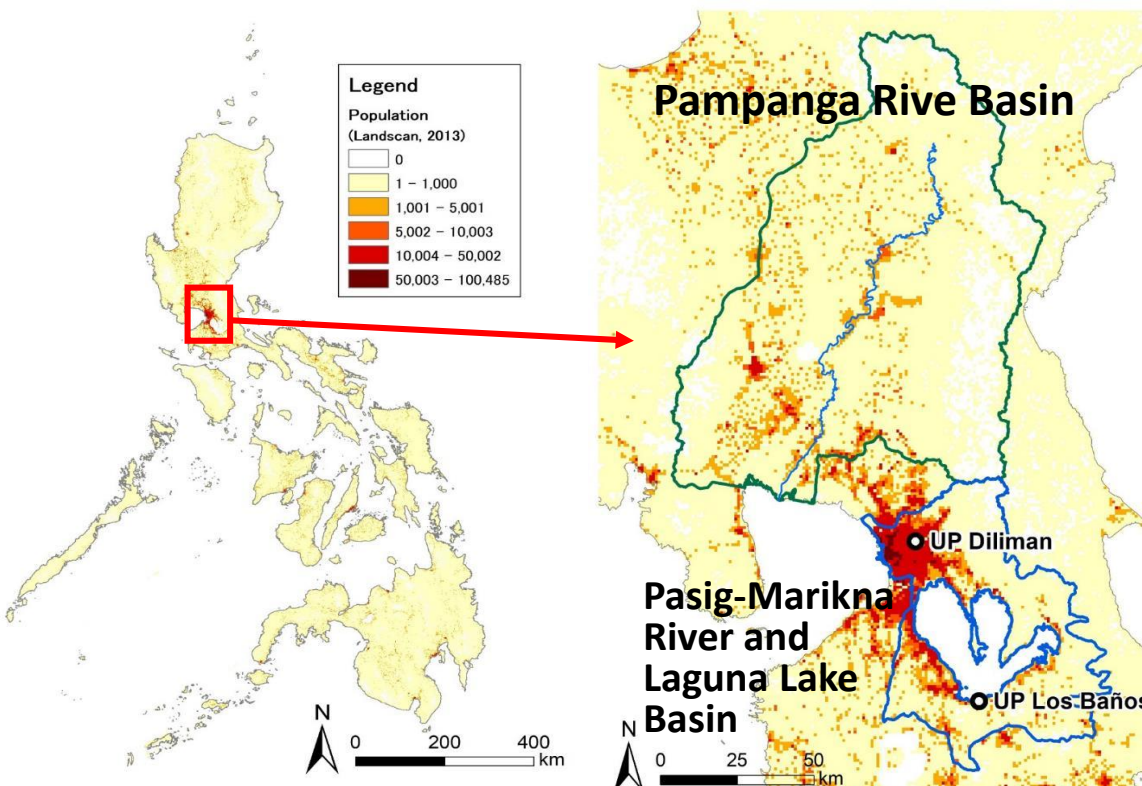 Legend
Population
(Landscan, 2013)
0
1 – 1,000
1,001 – 5,001
5,002 – 10,003
10,004 – 50,002
50,003 – 100,485
N
0 200 400
km
Pampanga Rive Basin
UP Diliman
Pasig-Marikna
River and
Laguna Lake
Basin
UP Los Baños
N
0 25 50
km